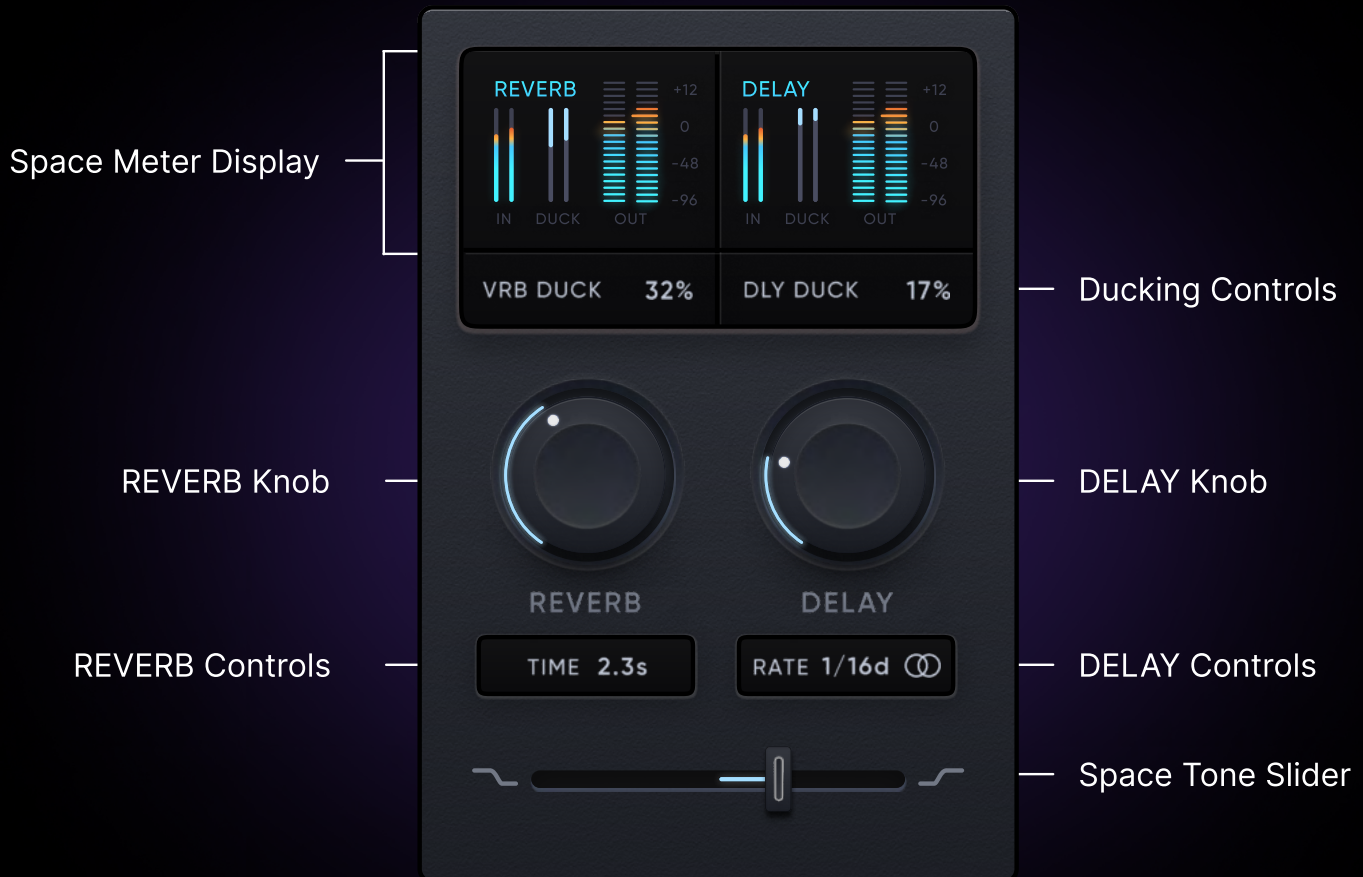 Space Meter Display
REVERB
+12
0
-48
-96
IN
DUCK
OUT
DELAY
+12
0
-48
-96
IN
DUCK
OUT
VRB DUCK 32%
DLY DUCK 17%
Ducking Controls
REVERB Knob
DELAY Knob
REVERB
DELAY
REVERB Controls
TIME 2.3s
RATE 1/16d
DELAY Controls
Space Tone Slider